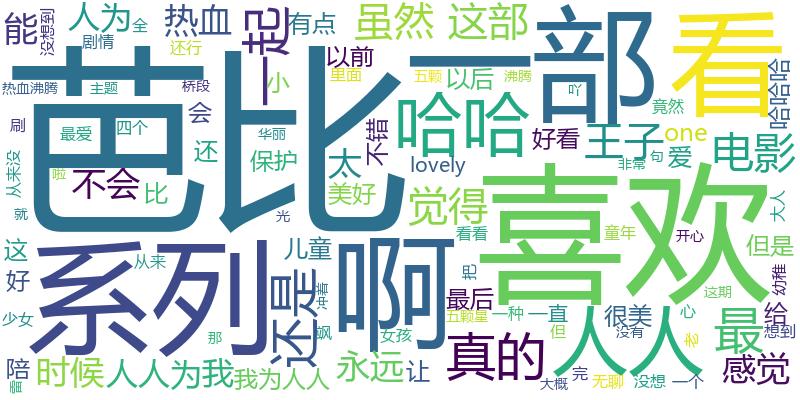 能
没想到
人为
全
剧情
热血
还行
有点
一起
虽然
这部
一部
看
哈哈哈
热血沸腾
主题
桥段
芭比
小
里面
以前
五颗
以后
沸腾
吖
竟然
刷
最爱
四个
会
还
华丽
保护
太
不错
哈哈
好看
王子
one
爱
电影
从来没
啦
不会
比
美好
lovely
非常
句
大人
就
光
觉得
喜欢
这
从来
系列
儿童
啊
看看
童年
开心
但是
好
还是
冲着
把
幼稚
少女
那
飒
女孩
最后
五颗星
一种
一直
但
很美
没有
心
这期
最
给
想到
陪
雷
时候
人人为我
我为人人
永远
让
真的
大概
完
人人
无聊
没想
老
一个
感觉